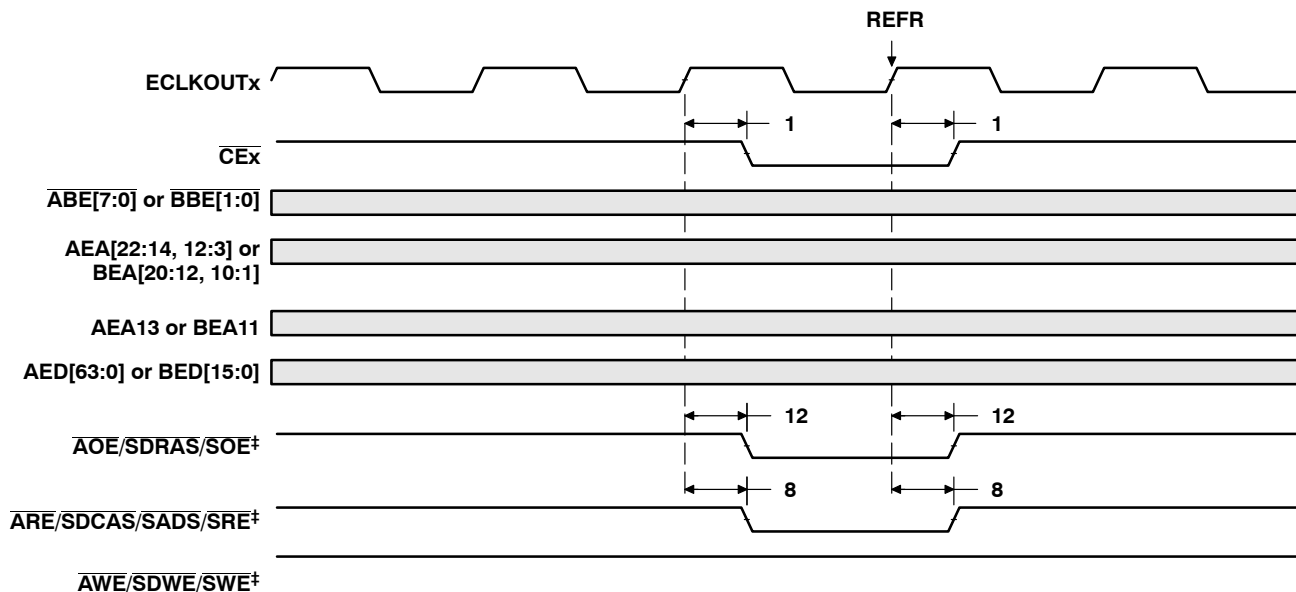 REFR
ECLKOUTx
1 1
CEx
ABE[7:0] or BBE[1:0]
AEA[22:14, 12:3] or
BEA[20:12, 10:1]
AEA13 or BEA11
AED[63:0] or BED[15:0]
12 12
AOE/SDRAS/SOE‡
8 8
ARE/SDCAS/SADS/SRE‡
AWE/SDWE/SWE‡